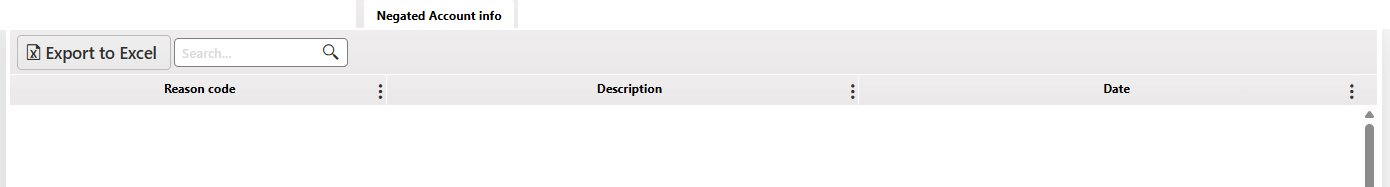 Negated Account info
Export to Excel
Search...
Reason code
Description
Date